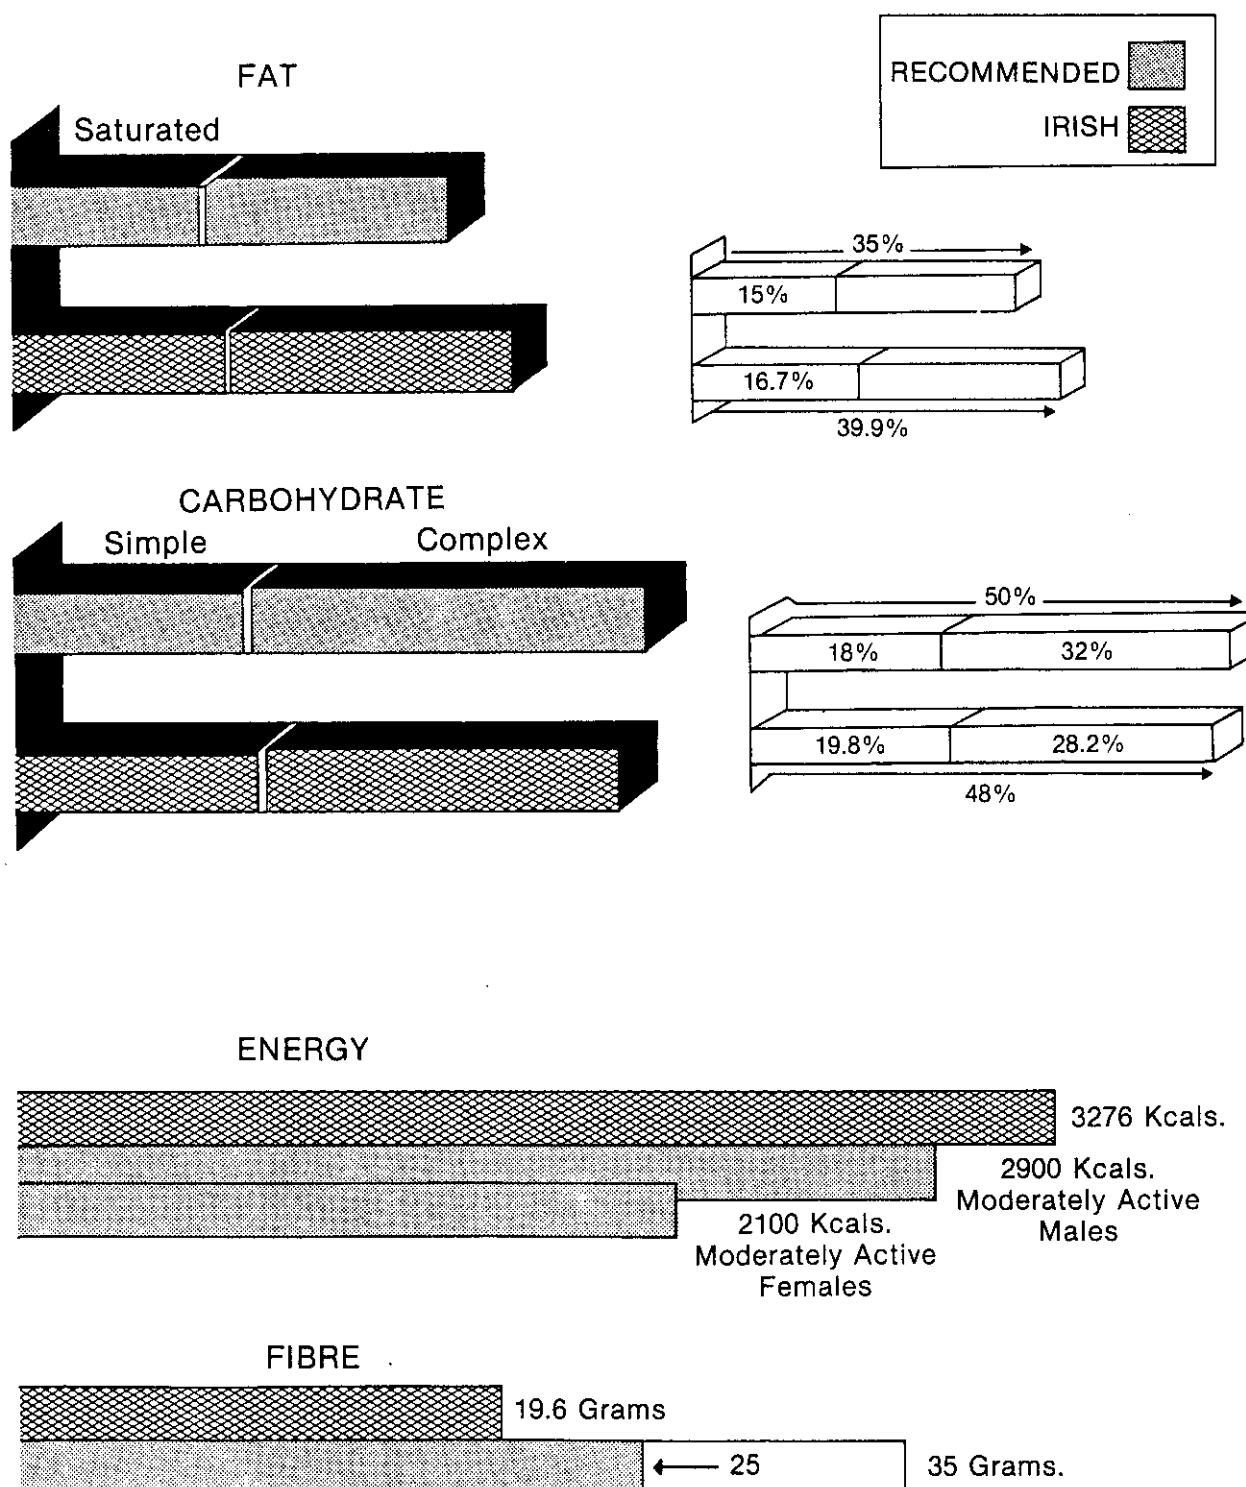 FAT
RECOMMENDED
IRISH
Saturated
35%
15%
16.7%
39.9%
CARBOHYDRATE
Simple
Complex
50%
18%
32%
19.8%
28.2%
48%
ENERGY
3276 Kcals.
2900 Kcals.
Moderately Active
Males
2100 Kcals.
Moderately Active
Females
FIBRE
19.6 Grams
25
35 Grams.